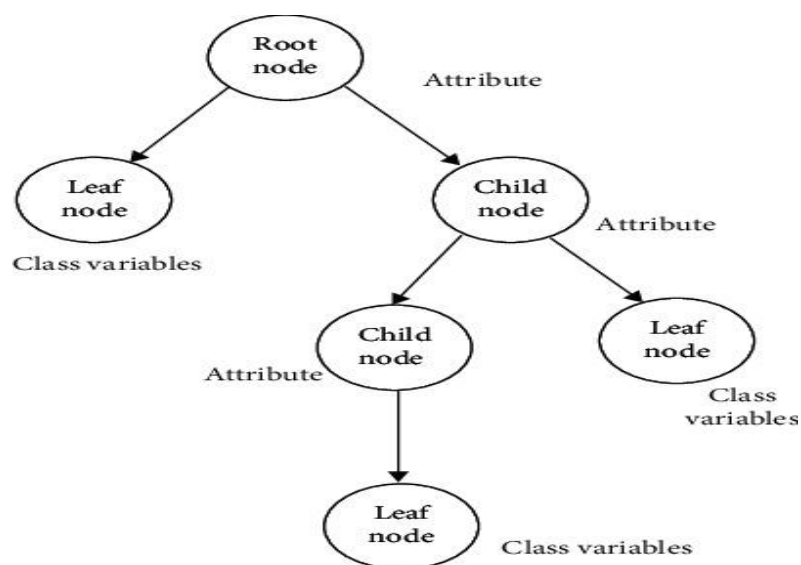 Root
node
Attribute
Leaf
node
Child
node
Attribute
Class variables
Child
node
Leaf
node
Attribute
Class
variables
Leaf
node
Class variables